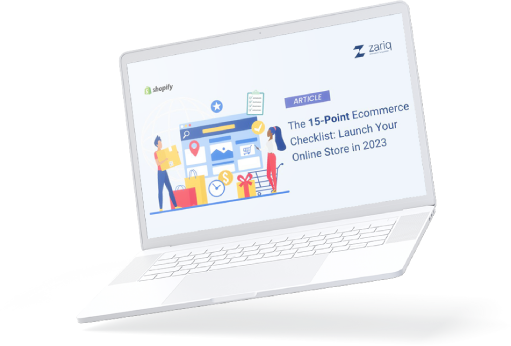 shopify
zariq
ARTICLE
The 15-Point Ecommerce
Checklist: Launch Your
Online Store in 2023